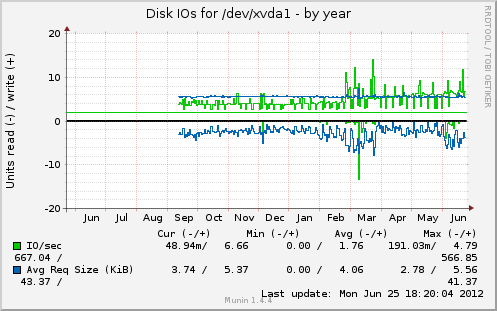 Disk IOs for /dev/xvda1 - by year
RRDTOOL / TOBI OETIKER
Units read (-) / write (+)
20
10
0
-10
-20
Jun Jul Aug Sep Oct Nov Dec Jan Feb Mar Apr May Jun
Cur (-/+) Min (-/+) Avg (-/+) Max (-/+)
IO/sec 48.94m/ 6.66 0.00 / 1.76 191.03m/ 4.79
667.04 / 566.85
Avg Req Size (KiB) 3.74 / 5.37 0.00 / 4.06 2.78 / 5.56
43.37 / 41.37
Last update: Mon Jun 25 18:20:04 2012
Munin 1.4.4